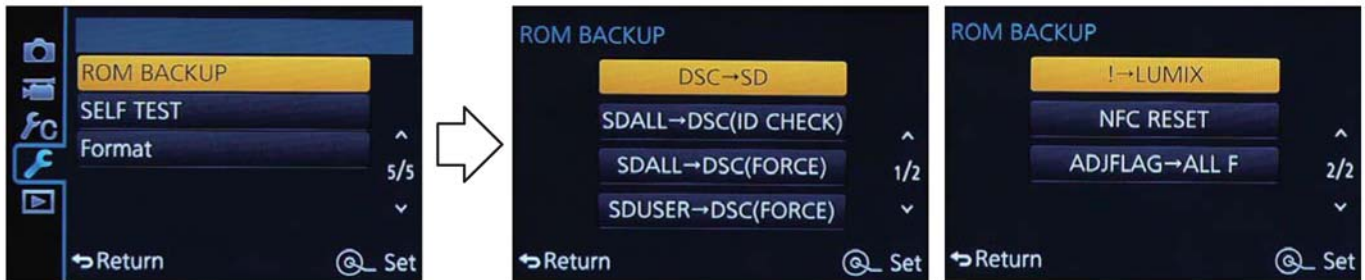 ROM BACKUP
SELF TEST
Format
5/5
Return
Set
ROM BACKUP
DSC→SD
SDALL→DSC(ID CHECK)
SDALL→DSC(FORCE)
1/2
SDUSER→DSC(FORCE)
Return
Set
ROM BACKUP
!→LUMIX
NFC RESET
ADJFLAG→ALL F
2/2
Return
Set